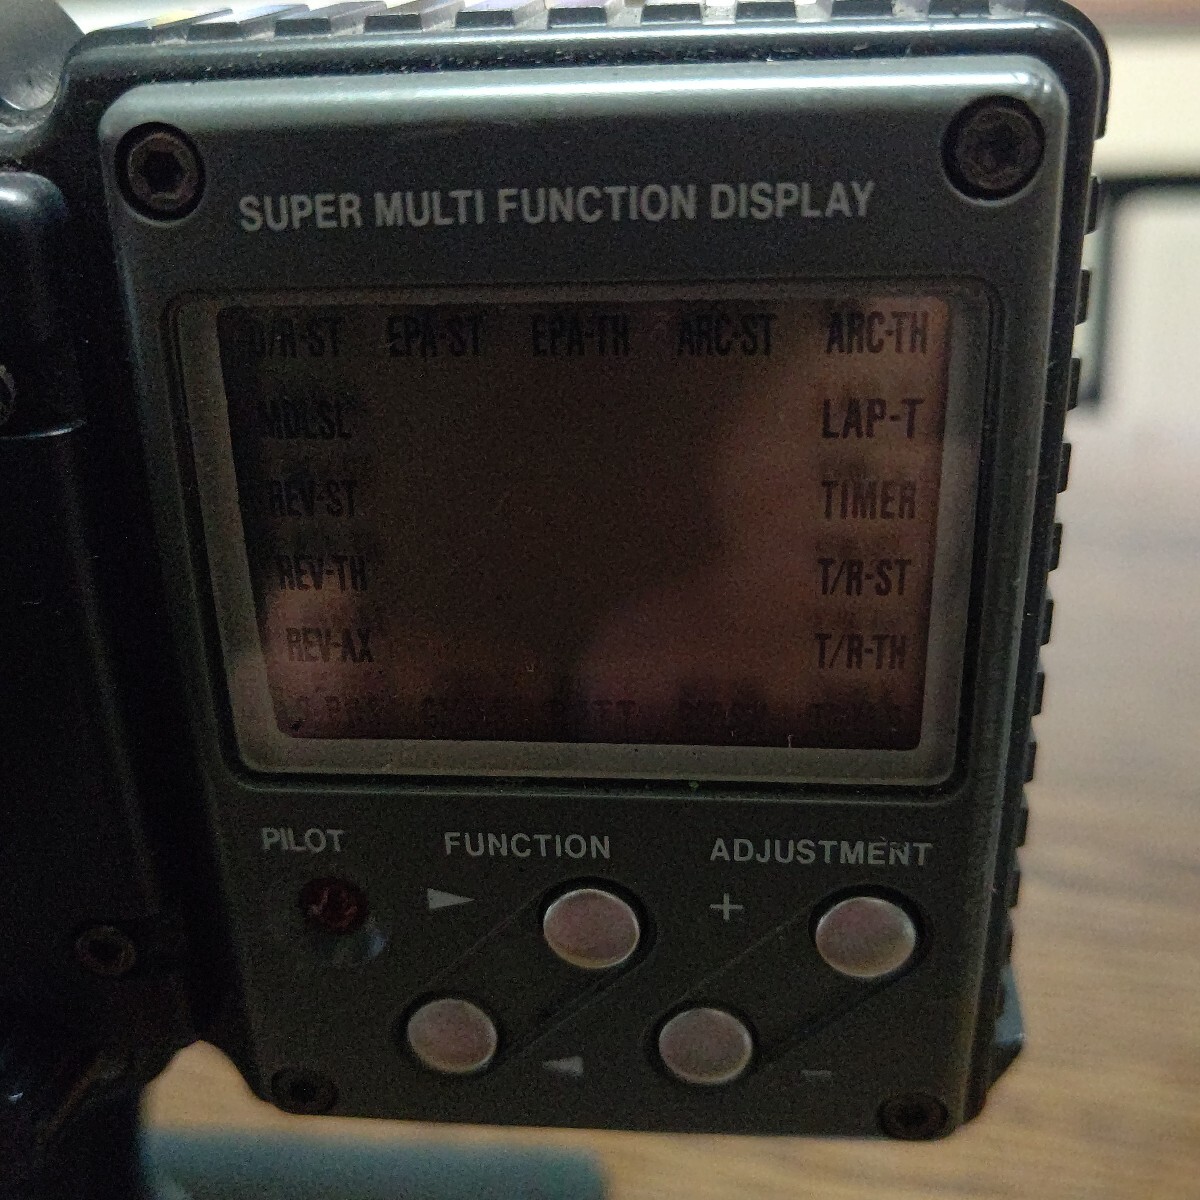 SUPER MULTI FUNCTION DISPLAY
D/R-ST EPA-ST EPA-TH ARC-ST ARC-TH
MDLSL LAP-T
REV-ST TIMER
REV-TH T/R-ST
REV-AX T/R-TH
PILOT FUNCTION ADJUSTMENT
+
−